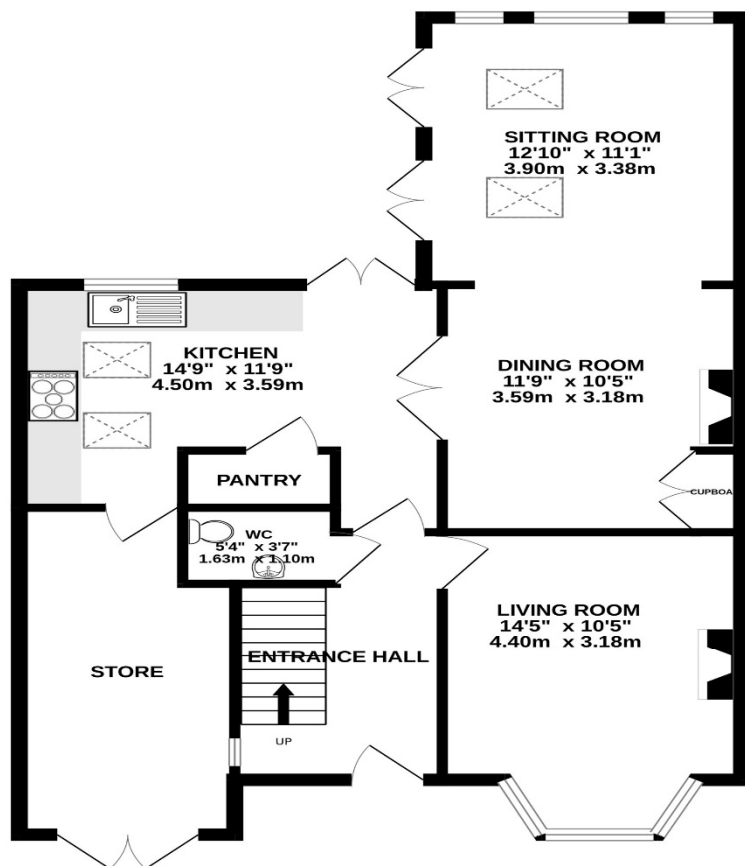 SITTING ROOM
12'10" x 11'1"
3.90m x 3.38m
KITCHEN
14'9" x 11'9"
4.50m x 3.59m
DINING ROOM
11'9" x 10'5"
3.59m x 3.18m
PANTRY
CUPBOA
WC
5'4" x 3'7"
1.63m x 1.10m
LIVING ROOM
14'5" x 10'5"
4.40m x 3.18m
ENTRANCE HALL
STORE
UP